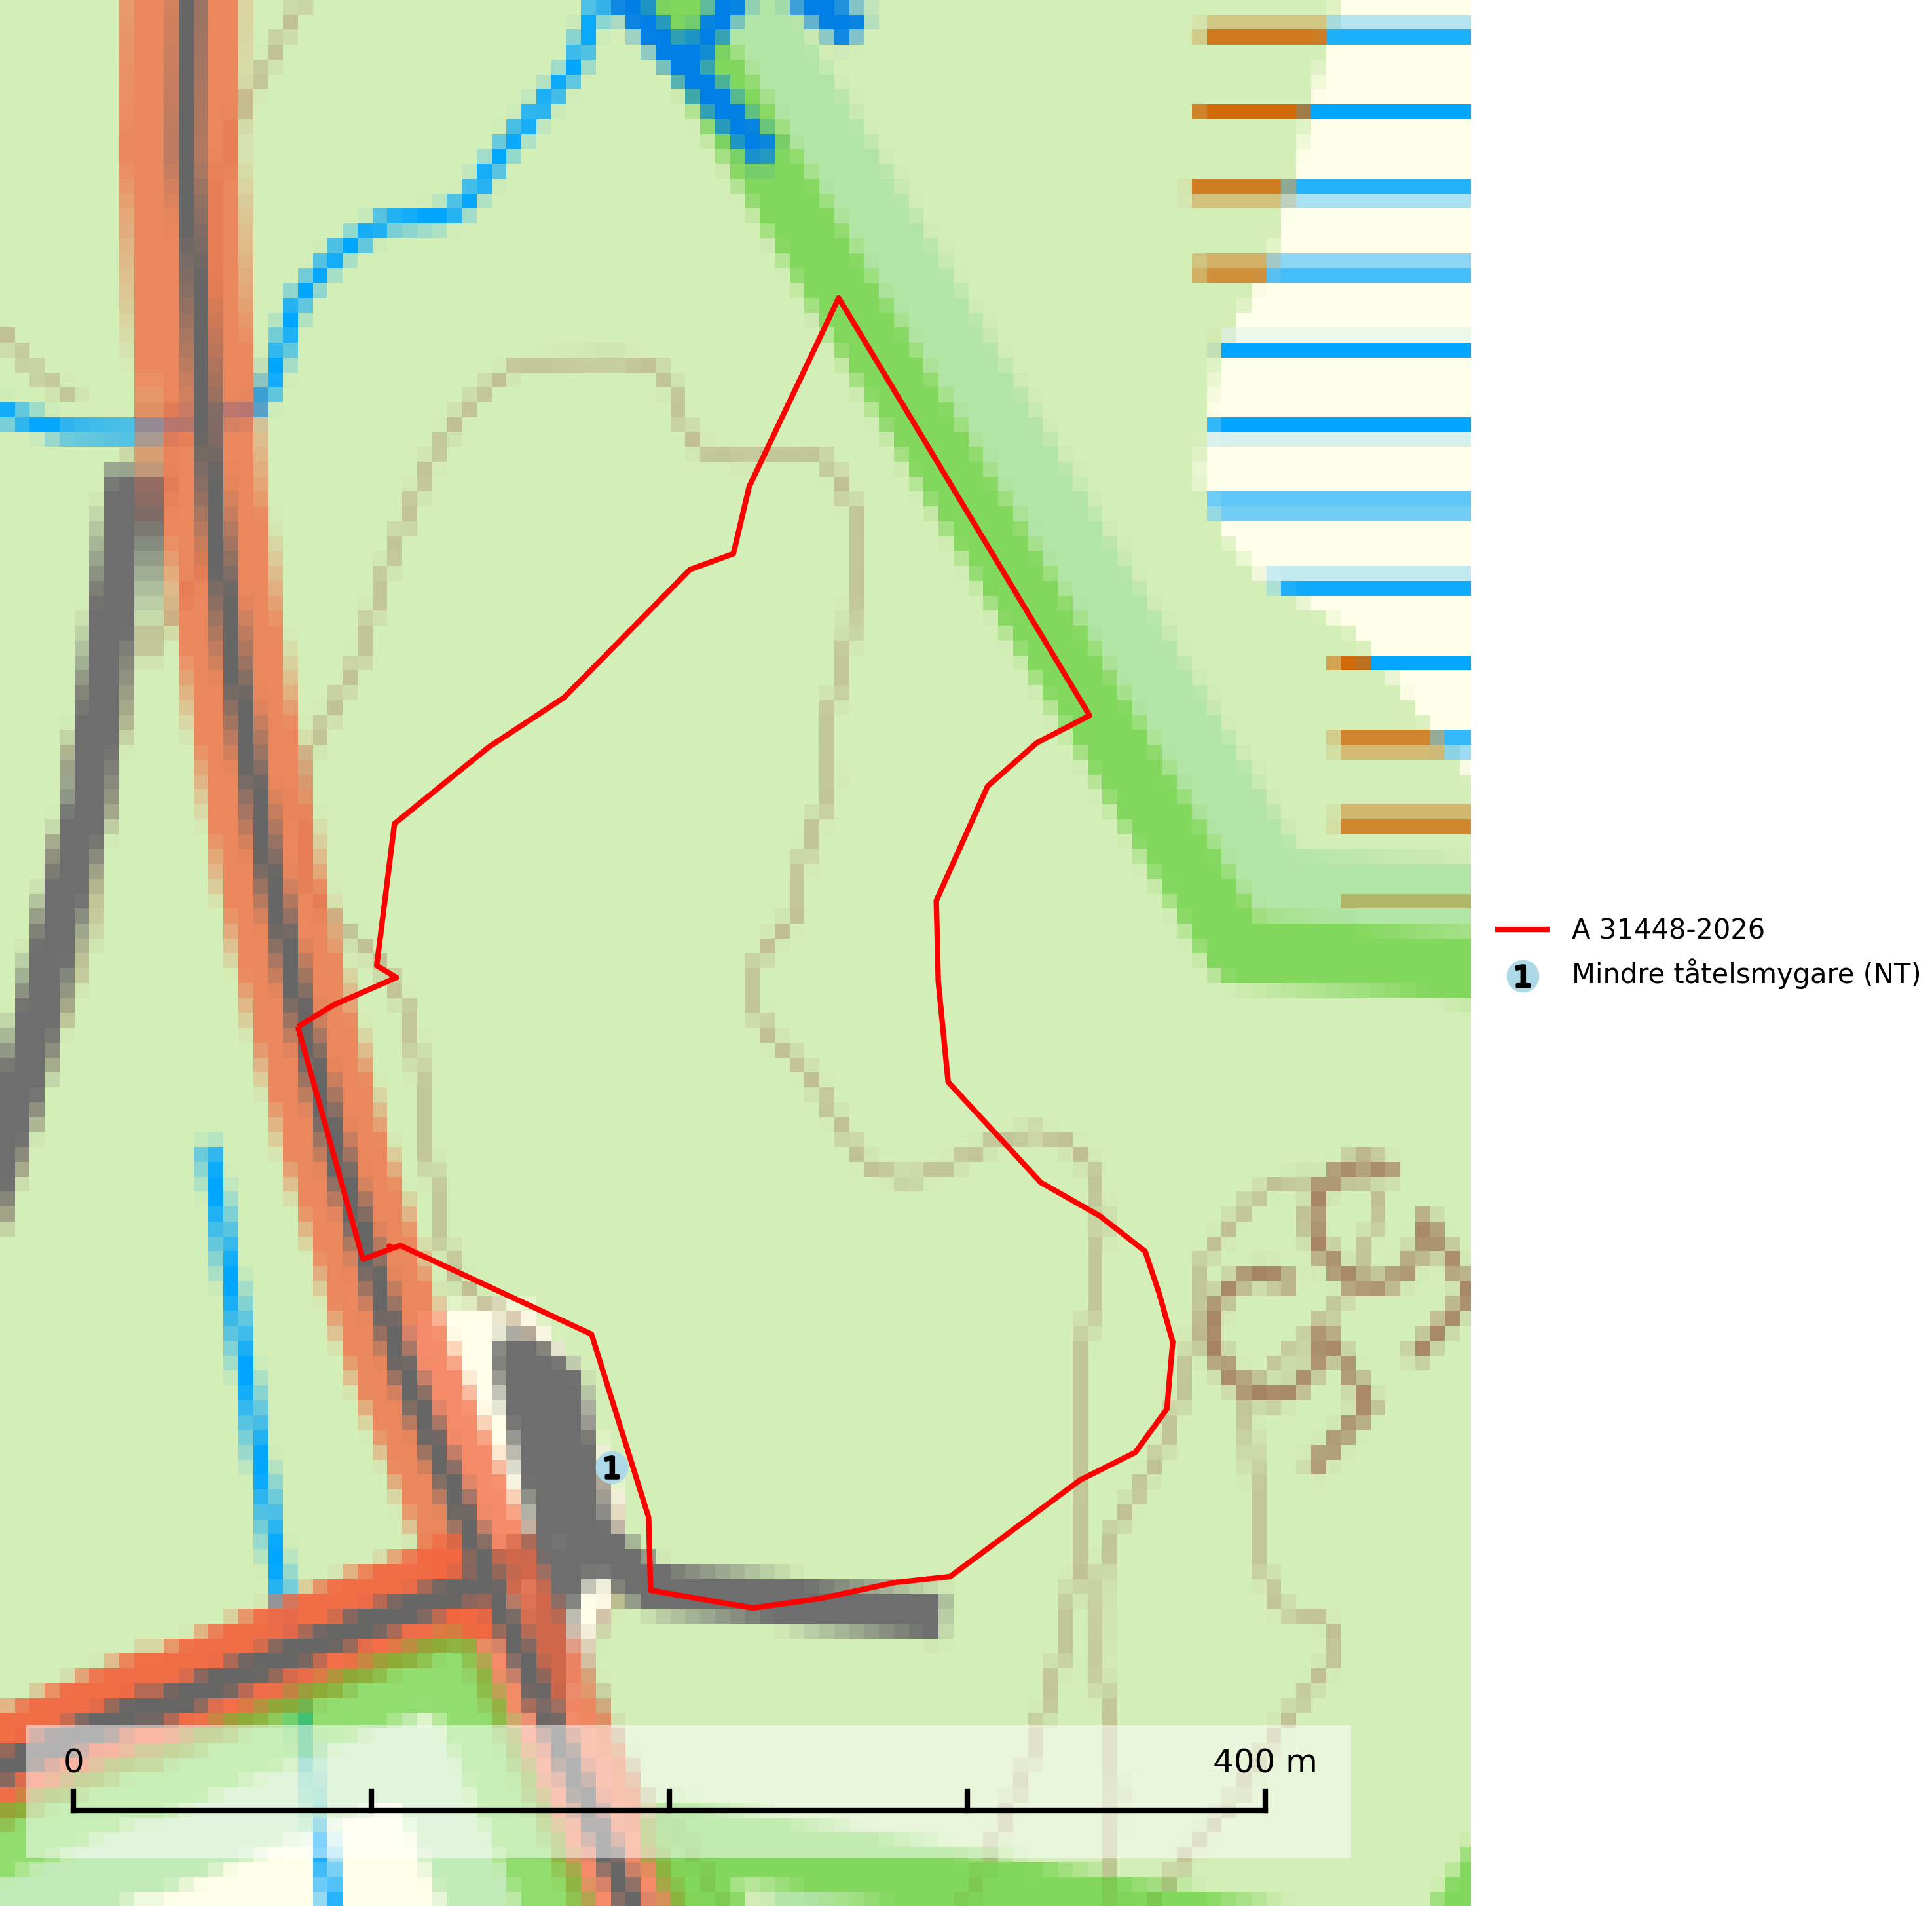 A 31448-2026
1 Mindre tåtelsmygare (NT)
1
0 400 m